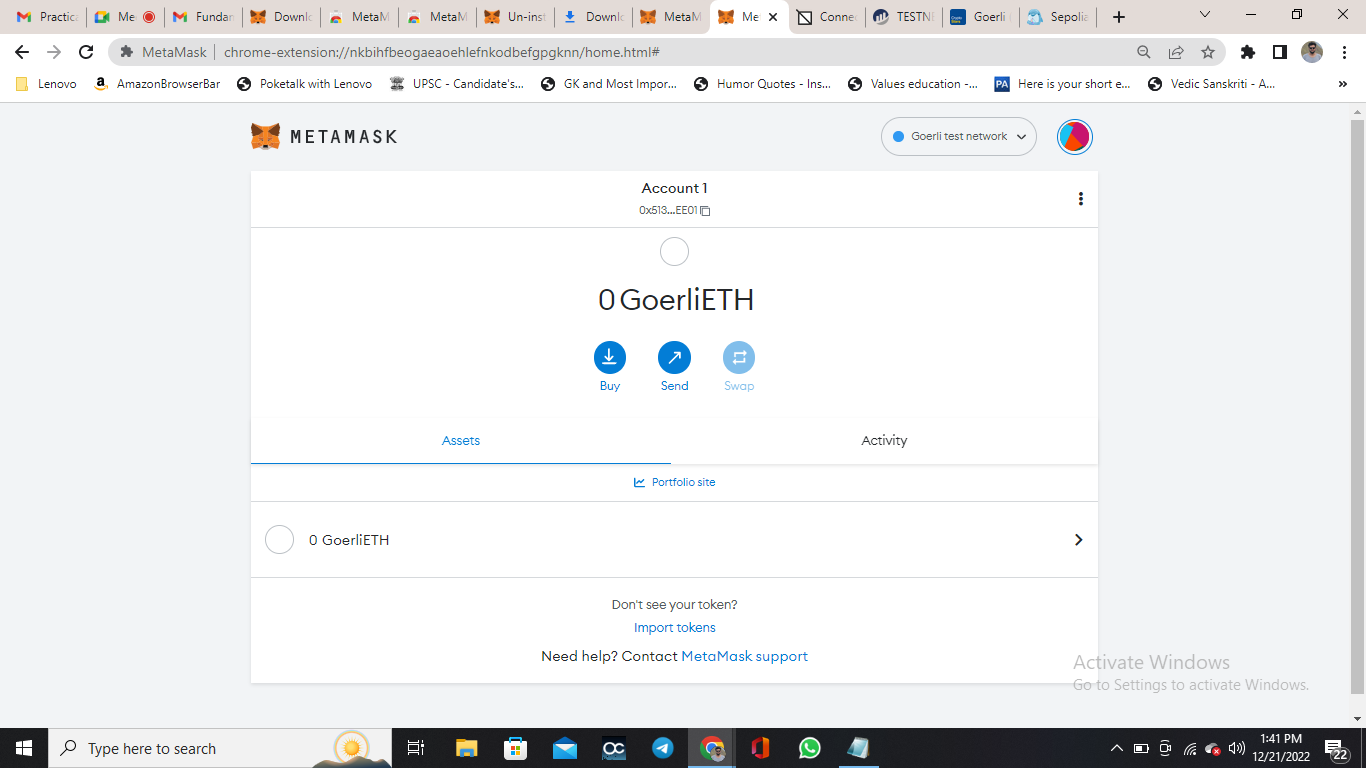 Practica
Me
Fundan
Downl
MetaM
MetaM
Un-inst
Downl
MetaM
Me
Conne
TESTNE
Goerli
Sepolia
MetaMask
chrome-extension://nkbihfbeogaeaoehlefnkodbefgpgknn/home.html#
Lenovo
AmazonBrowserBar
Poketalk with Lenovo
UPSC - Candidate's...
GK and Most Impor...
Humor Quotes - Ins...
Values education -...
PA
Here is your short e...
Vedic Sanskriti - A...
METAMASK
Goerli test network
Account 1
0x513...EE01
0 GoerliETH
Buy
Send
Swap
Assets
Activity
Portfolio site
0 GoerliETH
Don't see your token?
Import tokens
Need help? Contact MetaMask support
Activate Windows
Go to Settings to activate Windows.
Type here to search
OC
1:41 PM
12/21/2022
22